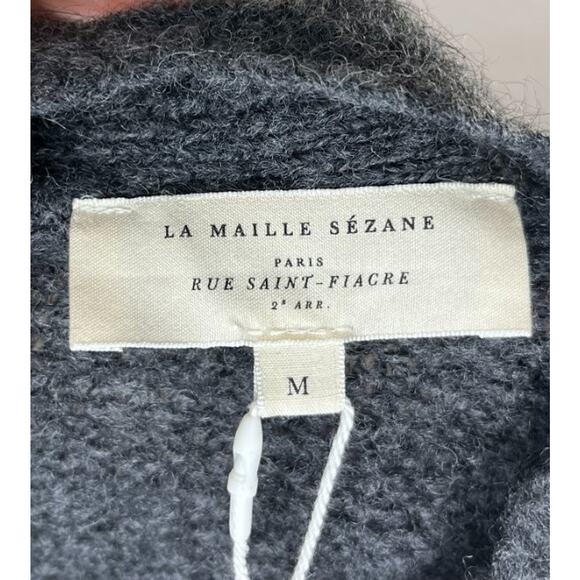 LA MAILLE SÉZANE
PARIS
RUE SAINT-FIACRE
2e ARR.
M